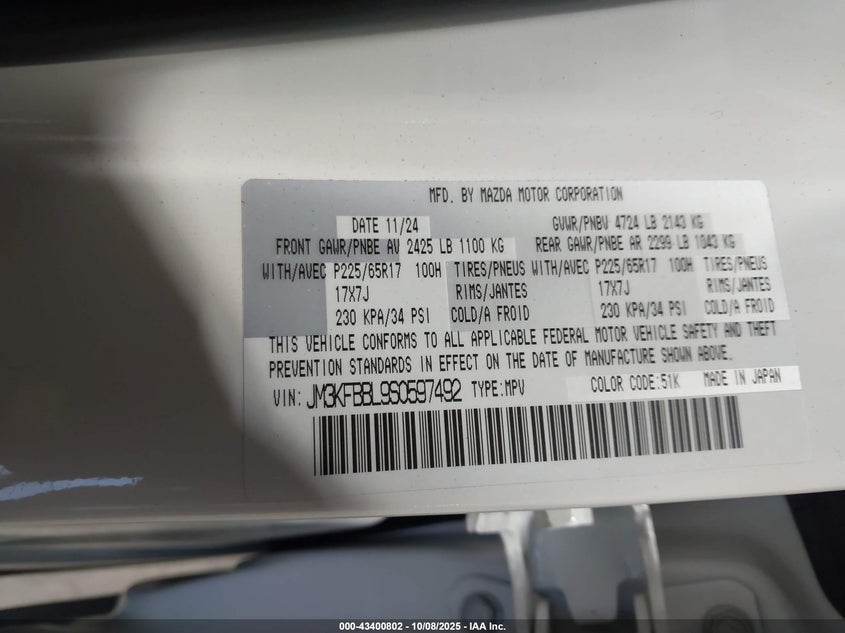 MFD. BY MAZDA MOTOR CORPORATION
DATE 11/24 GVWR/PNBV 4724 LB 2143 KG
FRONT GAWR/PNBE AV 2425 LB 1100 KG REAR GAWR/PNBE AR 2299 LB 1043 KG
WITH/AVEC P225/65R17 100H TIRES/PNEUS WITH/AVEC P225/65R17 100H TIRES/PNEUS
17X7J RIMS/JANTES 17X7J RIMS/JANTES
230 KPA/34 PSI COLD/A FROID 230 KPA/34 PSI COLD/A FROID
THIS VEHICLE CONFORMS TO ALL APPLICABLE FEDERAL MOTOR VEHICLE SAFETY AND THEFT
PREVENTION STANDARDS IN EFFECT ON THE DATE OF MANUFACTURE SHOWN ABOVE.
VIN: JM3KFBBL9S0597492 TYPE:MPV COLOR CODE:51K MADE IN JAPAN
000-43400802 - 10/08/2025 - IAA Inc.